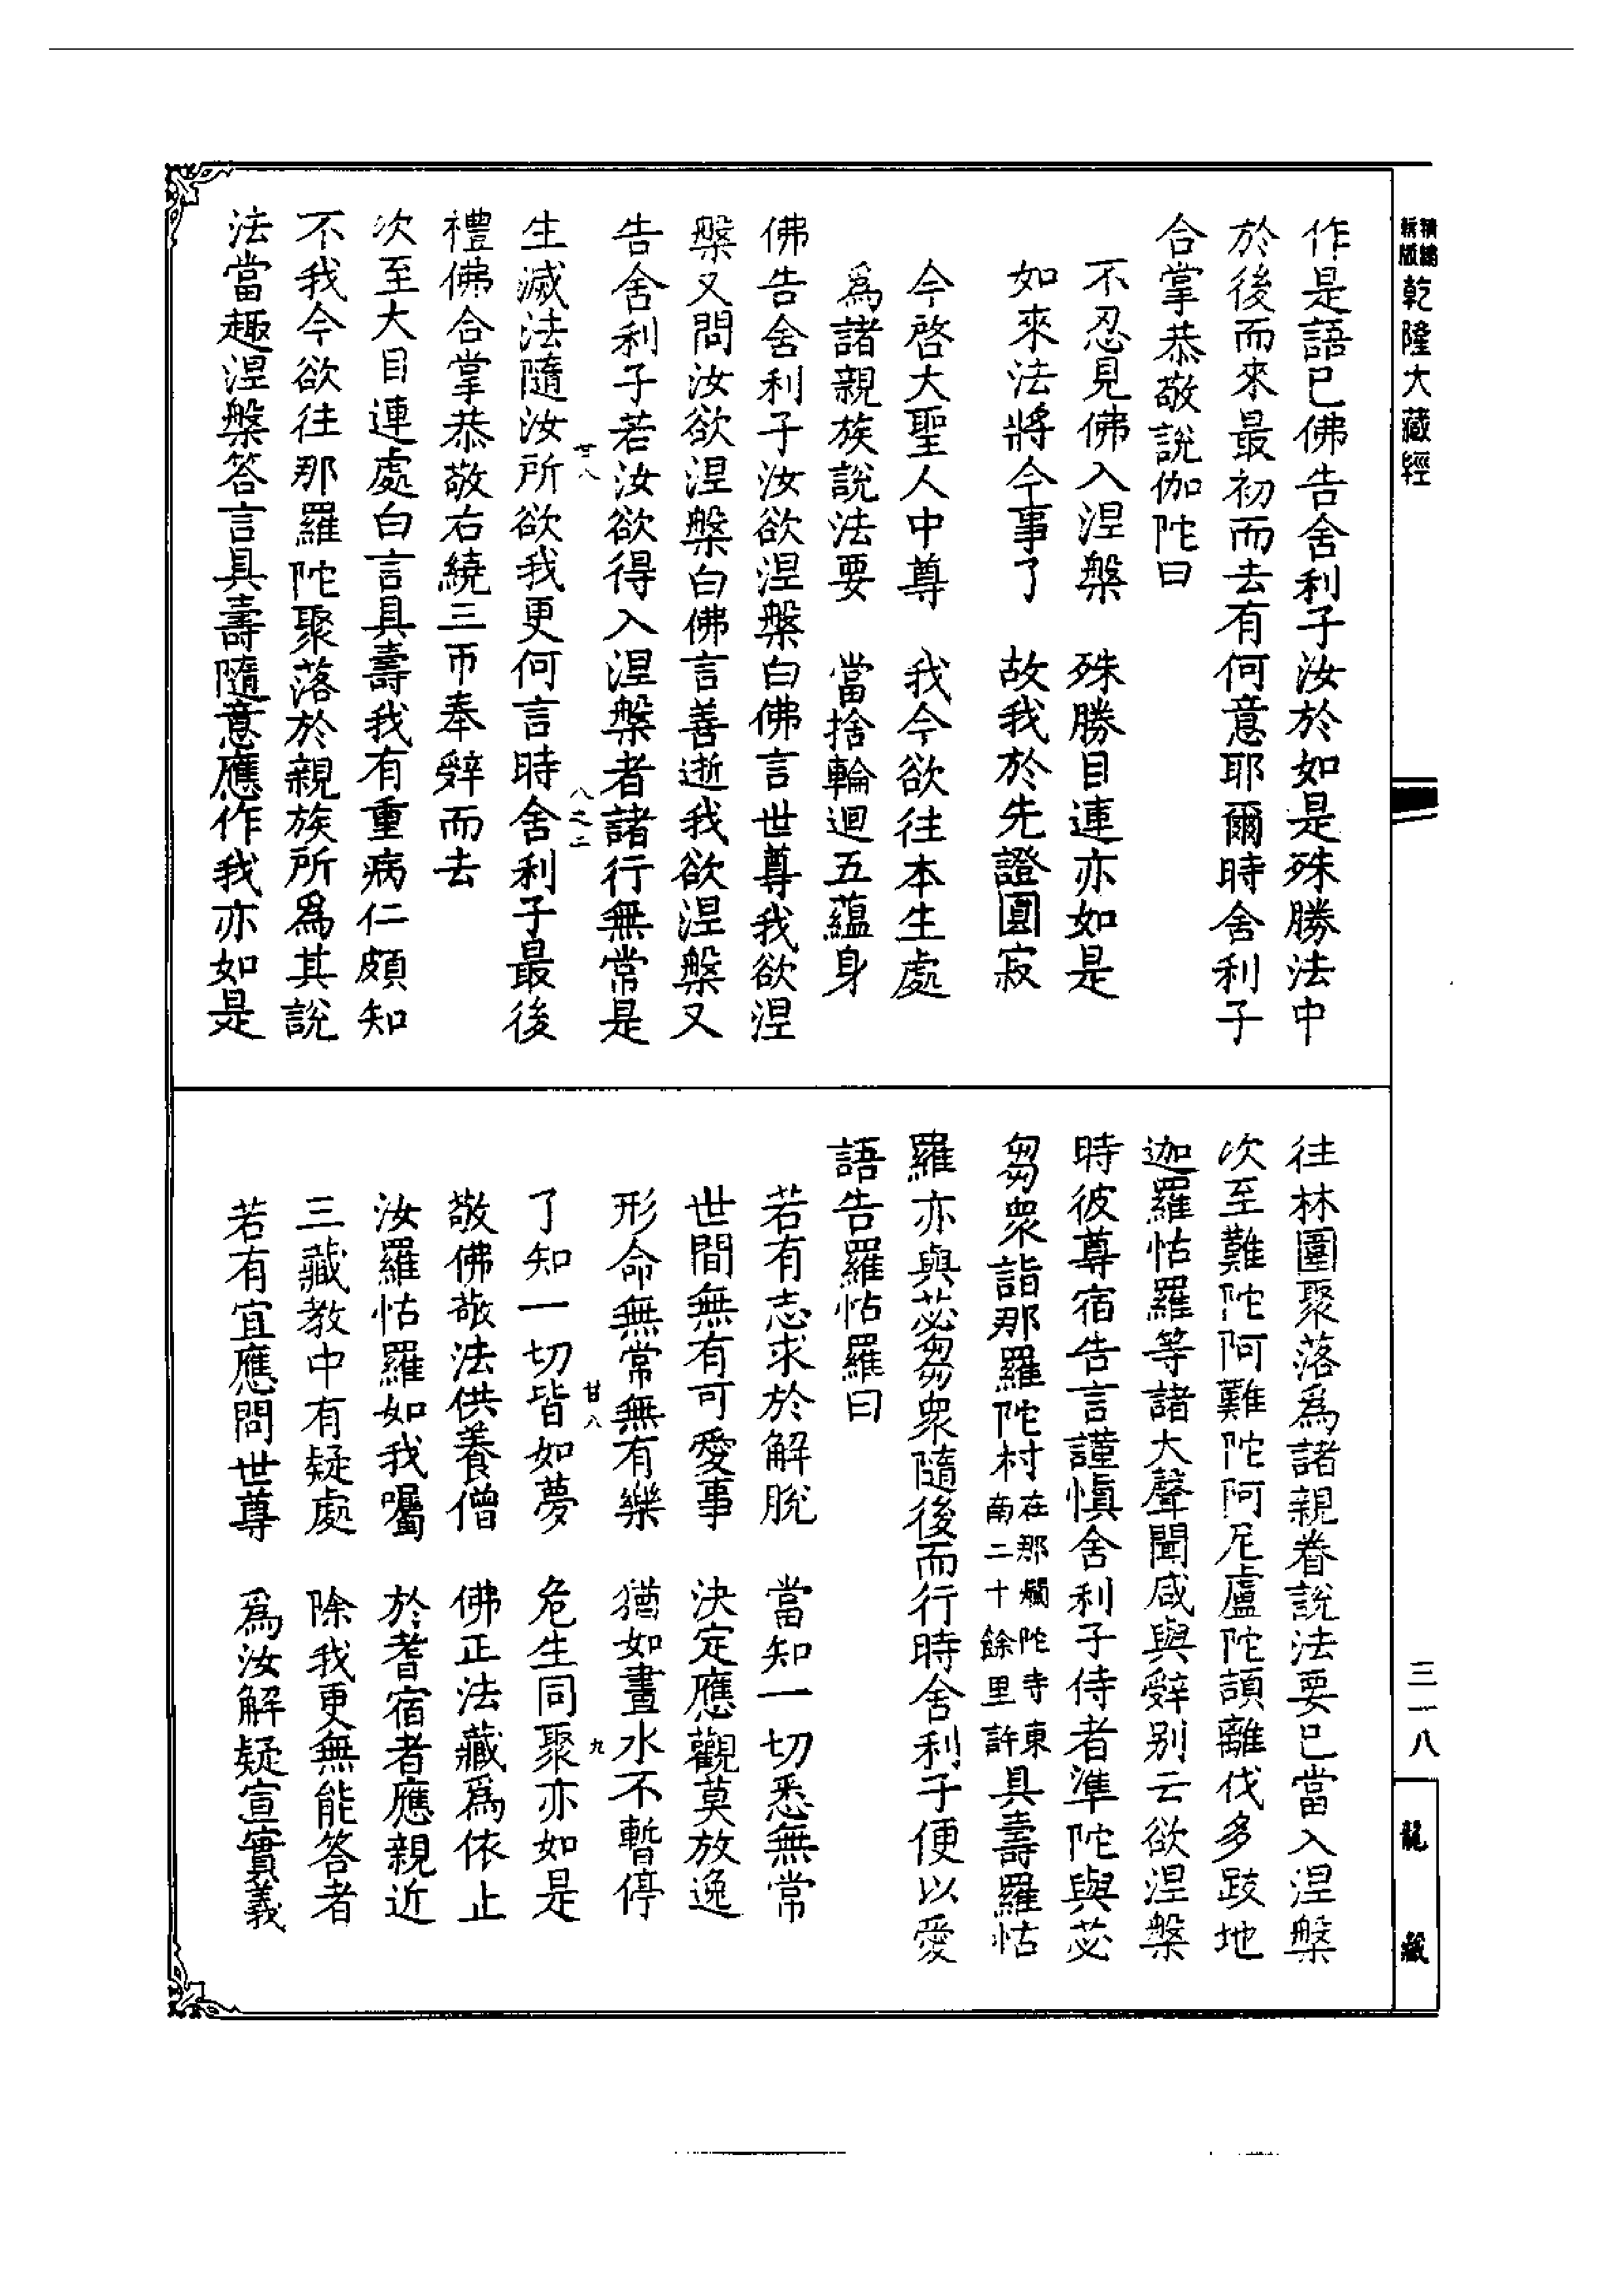 精編
精版
乾隆大藏經
作是語已佛告舍利子汝於如是殊勝法中
於後而來最初而去有何意耶爾時舍利子
合掌恭敬說伽陀曰
不忍見佛入涅槃　殊勝目連亦如是
如來法將今事了　故我於先證圓寂
今啓大聖人中尊　我今欲往本生處
爲諸親族說法要　當捨輪迴五蘊身
佛告舍利子汝欲涅槃白佛言世尊我欲涅
槃又問汝欲涅槃白佛言善逝我欲涅槃又
告舍利子若汝欲得入涅槃者諸行無常是
甘八　八之二
生滅法隨汝所欲我更何言時舍利子最後
禮佛合掌恭敬右繞三帀奉辭而去
次至大目連處白言具壽我有重病仁頗知
不我今欲往那羅陀聚落於親族所爲其說
法當趣涅槃答言具壽隨意應作我亦如是
往林圍聚落爲諸親眷說法要已當入涅槃
次至難陀阿難陀阿尼盧陀頡離伐多跂地
迦羅怙羅等諸大聲聞咸與辭别云欲涅槃
時彼尊宿告言謹慎舍利子侍者準陀與苾
芻衆詣那羅陀村在那爛陀寺東南二十餘里許具壽羅怙
羅亦與苾芻衆隨後而行時舍利子便以愛
語告羅怙羅曰
若有志求於解脫　當知一切悉無常
世間無有可愛事　決定應觀莫放逸
形命無常無有樂　猶如畫水不暫停
甘八　九
了知一切皆如夢　危生同聚亦如是
敬佛敬法供養僧　佛正法藏爲依止
汝羅怙羅如我囑　於耆宿者應親近
三藏教中有疑處　除我更無能答者
若有宜應問世尊　爲汝解疑宣實義
三一八
龍藏